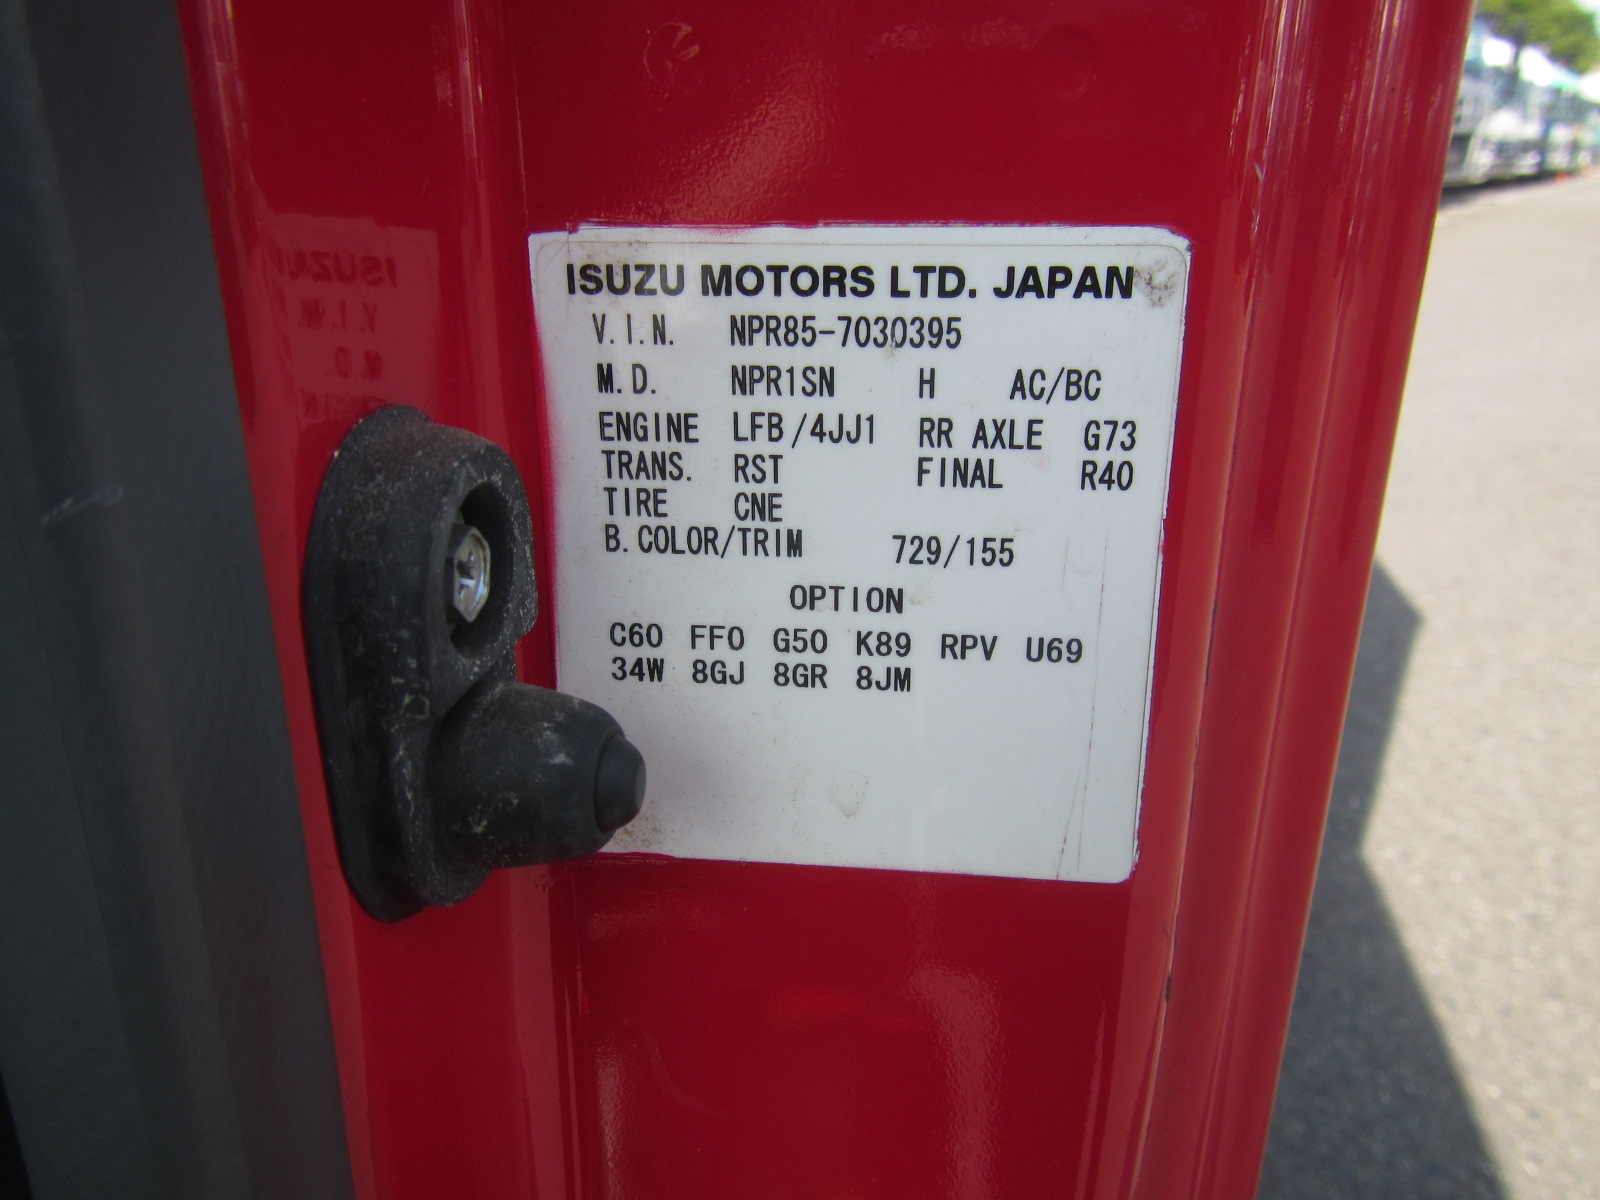 ISUZU MOTORS LTD. JAPAN
V.I.N. NPR85-7030395
M.D. NPR1SN H AC/BC
ENGINE LFB/4JJ1 RR AXLE G73
TRANS. RST FINAL R40
TIRE CNE
B.COLOR/TRIM 729/155
OPTION
C60 FF0 G50 K89 RPV U69
34W 8GJ 8GR 8JM